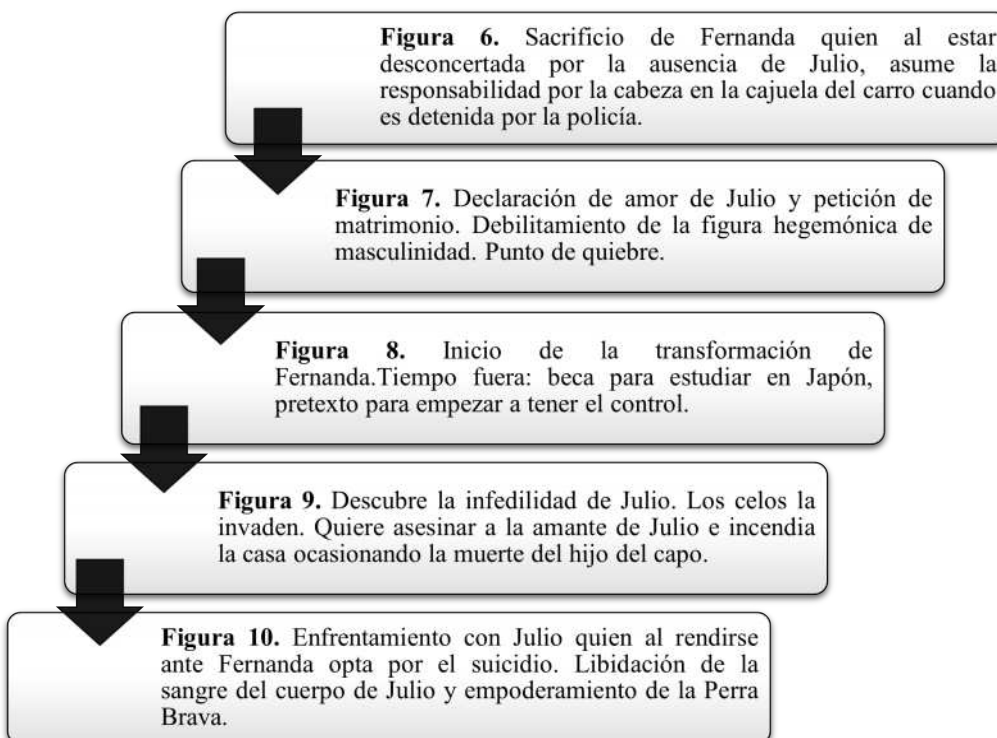 Figura 6. Sacrificio de Fernanda quien al estar
desconcertada por la ausencia de Julio, asume la
responsabilidad por la cabeza en la cajuela del carro cuando
es detenida por la policía.
Figura 7. Declaración de amor de Julio y petición de
matrimonio. Debilitamiento de la figura hegemónica de
masculinidad. Punto de quiebre.
Figura 8. Inicio de la transformación de
Fernanda.Tiempo fuera: beca para estudiar en Japón,
pretexto para empezar a tener el control.
Figura 9. Descubre la infedilidad de Julio. Los celos la
invaden. Quiere asesinar a la amante de Julio e incendia
la casa ocasionando la muerte del hijo del capo.
Figura 10. Enfrentamiento con Julio quien al rendirse
ante Fernanda opta por el suicidio. Libidación de la
sangre del cuerpo de Julio y empoderamiento de la Perra
Brava.